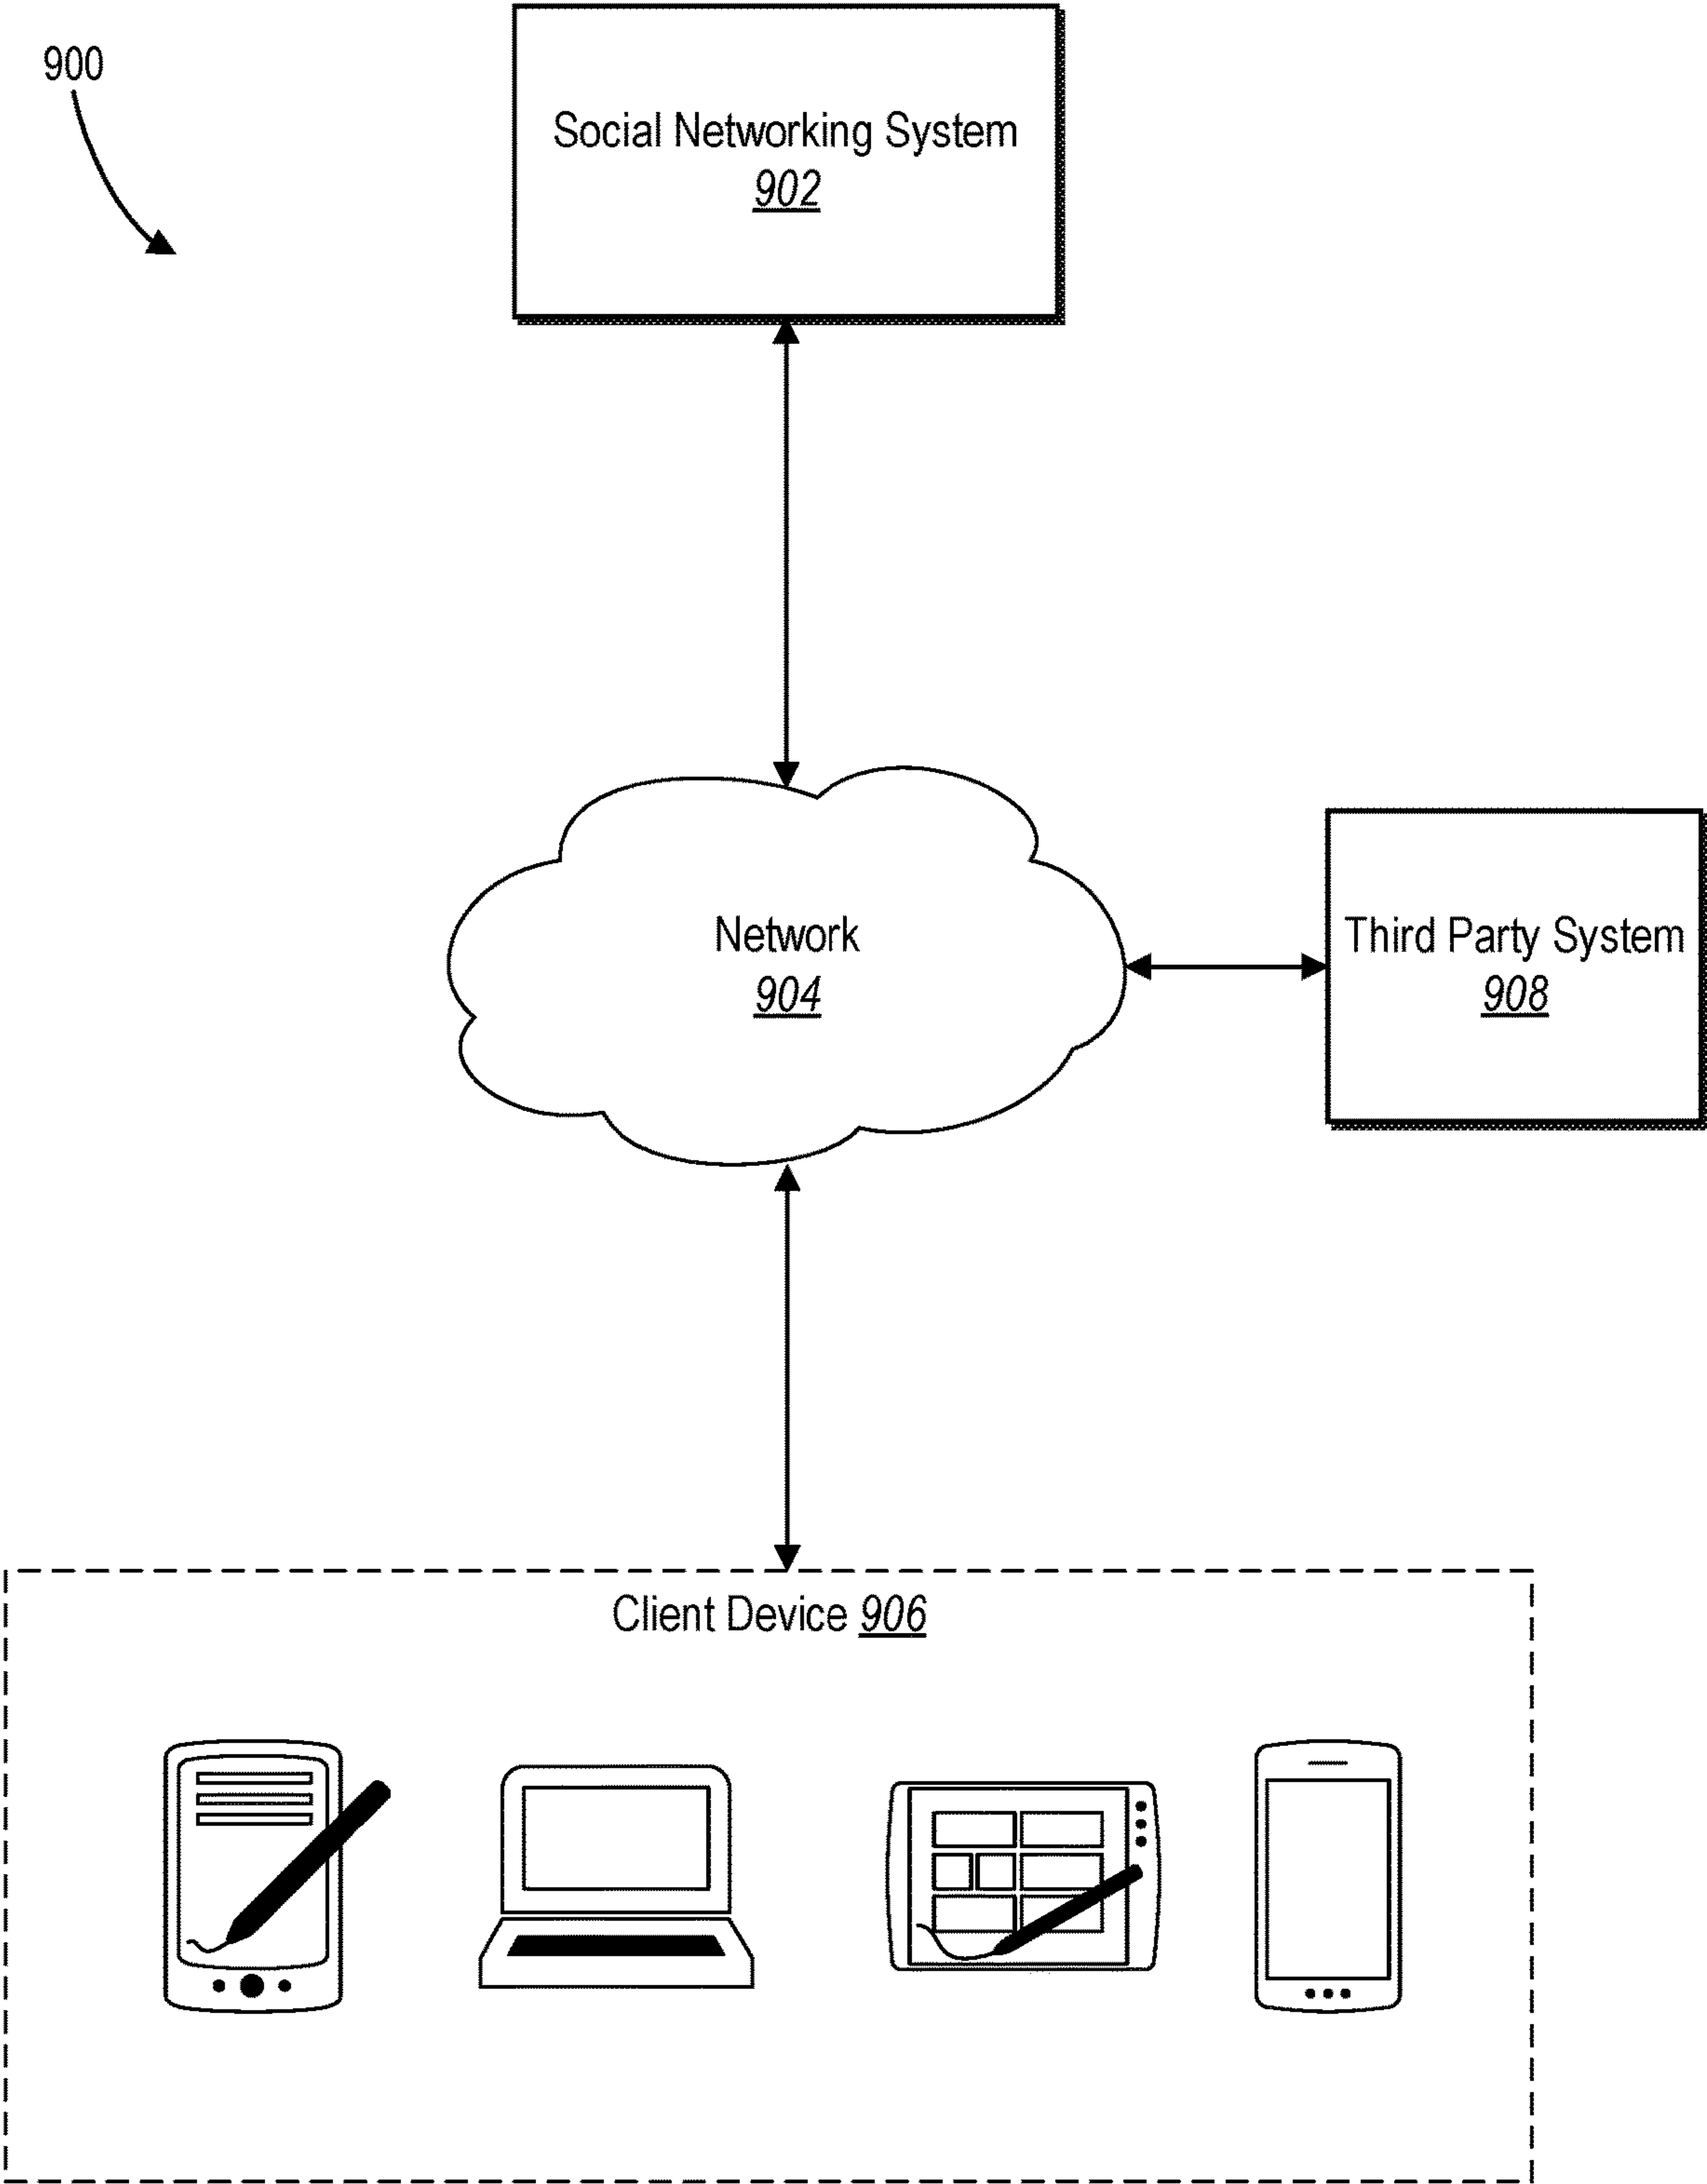 900
Social Networking System
902
Network
904
Third Party System
908
Client Device 906